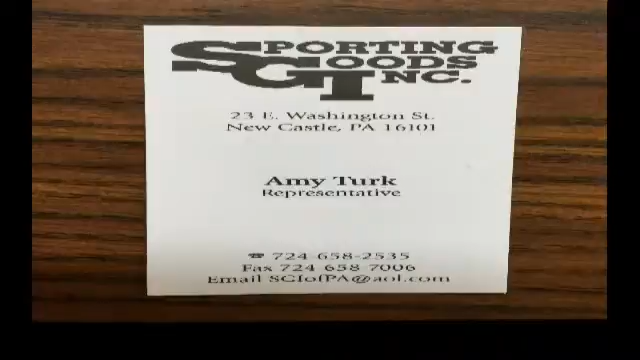 SPORTING
GOODS
INC.
23 E. Washington St.
New Castle, PA 16101
Amy Turk
Representative
☎ 724 658-2535
Fax 724 658 7006
Email SGIofPA@aol.com